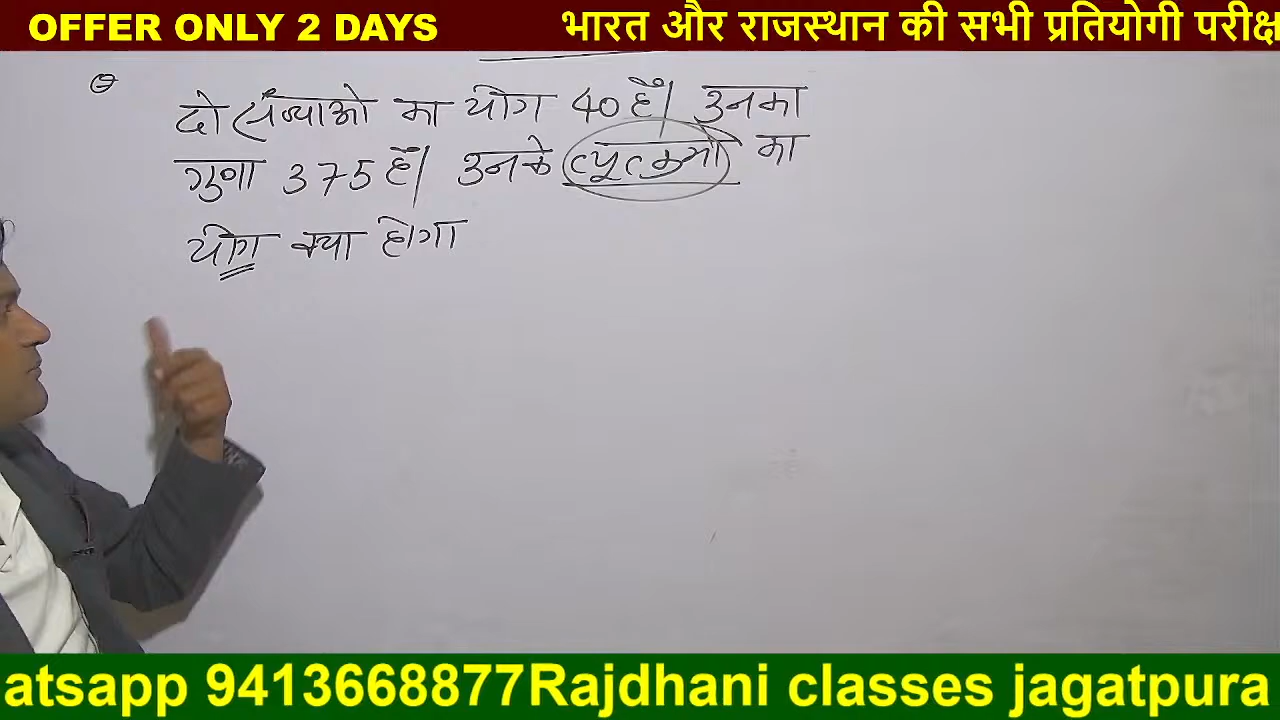 OFFER ONLY 2 DAYS
भारत और राजस्थान की सभी प्रतियोगी परीक्ष
दो संख्याओ का योग 40 है। उनका
गुणा 375 है। उनके व्युत्क्रमो का
योग क्या होगा
atsapp 9413668877Rajdhani classes jagatpura